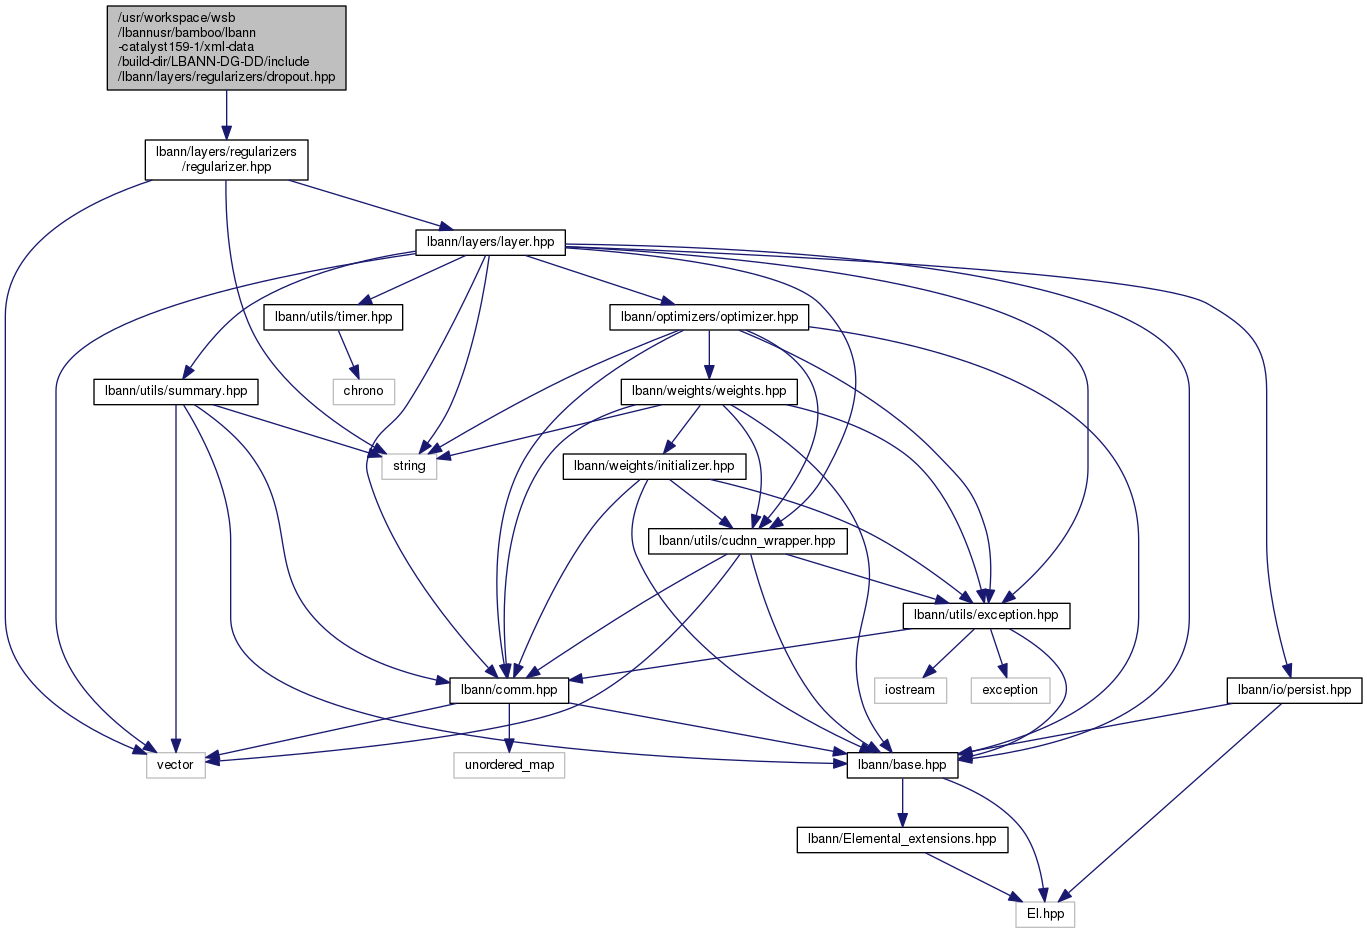 /usr/workspace/wsb
/lbannusr/bamboo/lbann
-catalyst159-1/xml-data
/build-dir/LBANN-DG-DD/include
/lbann/layers/regularizers/dropout.hpp
lbann/layers/regularizers
/regularizer.hpp
lbann/layers/layer.hpp
lbann/utils/timer.hpp
lbann/optimizers/optimizer.hpp
lbann/utils/summary.hpp
chrono
lbann/weights/weights.hpp
string
lbann/weights/initializer.hpp
lbann/utils/cudnn_wrapper.hpp
lbann/utils/exception.hpp
lbann/comm.hpp
iostream
exception
lbann/io/persist.hpp
vector
unordered_map
lbann/base.hpp
lbann/Elemental_extensions.hpp
El.hpp